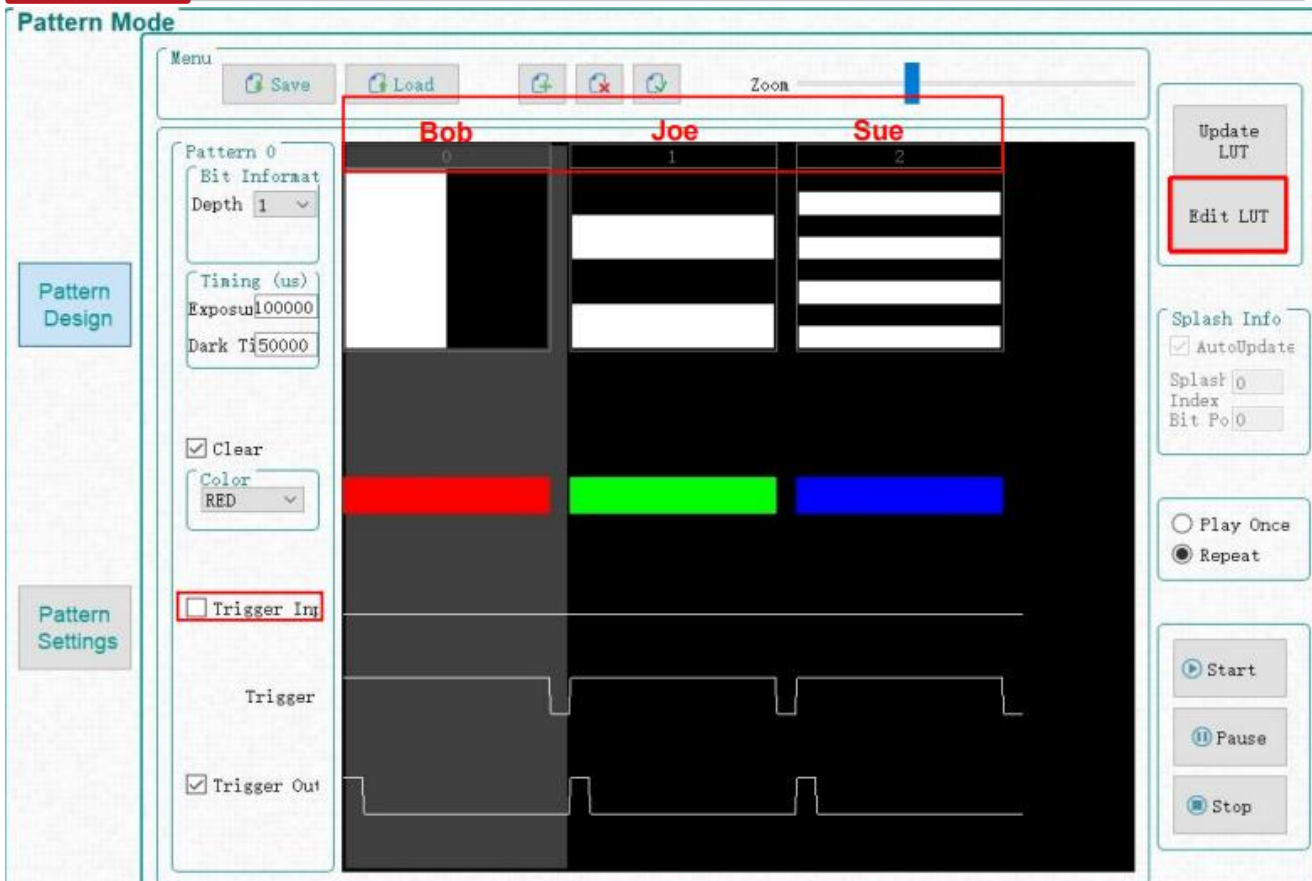 Pattern Mode
Menu
Save
Load
Zoom
Bob
Joe
Sue
0
1
2
Pattern 0
Bit Informat
Depth 1
Timing (us)
Exposu 100000
Dark Ti 50000
Clear
Color
RED
Trigger Inp
Trigger
Trigger Out
Pattern
Design
Pattern
Settings
Update
LUT
Edit LUT
Splash Info
AutoUpdate
Splash 0
Index
Bit Po 0
Play Once
Repeat
Start
Pause
Stop